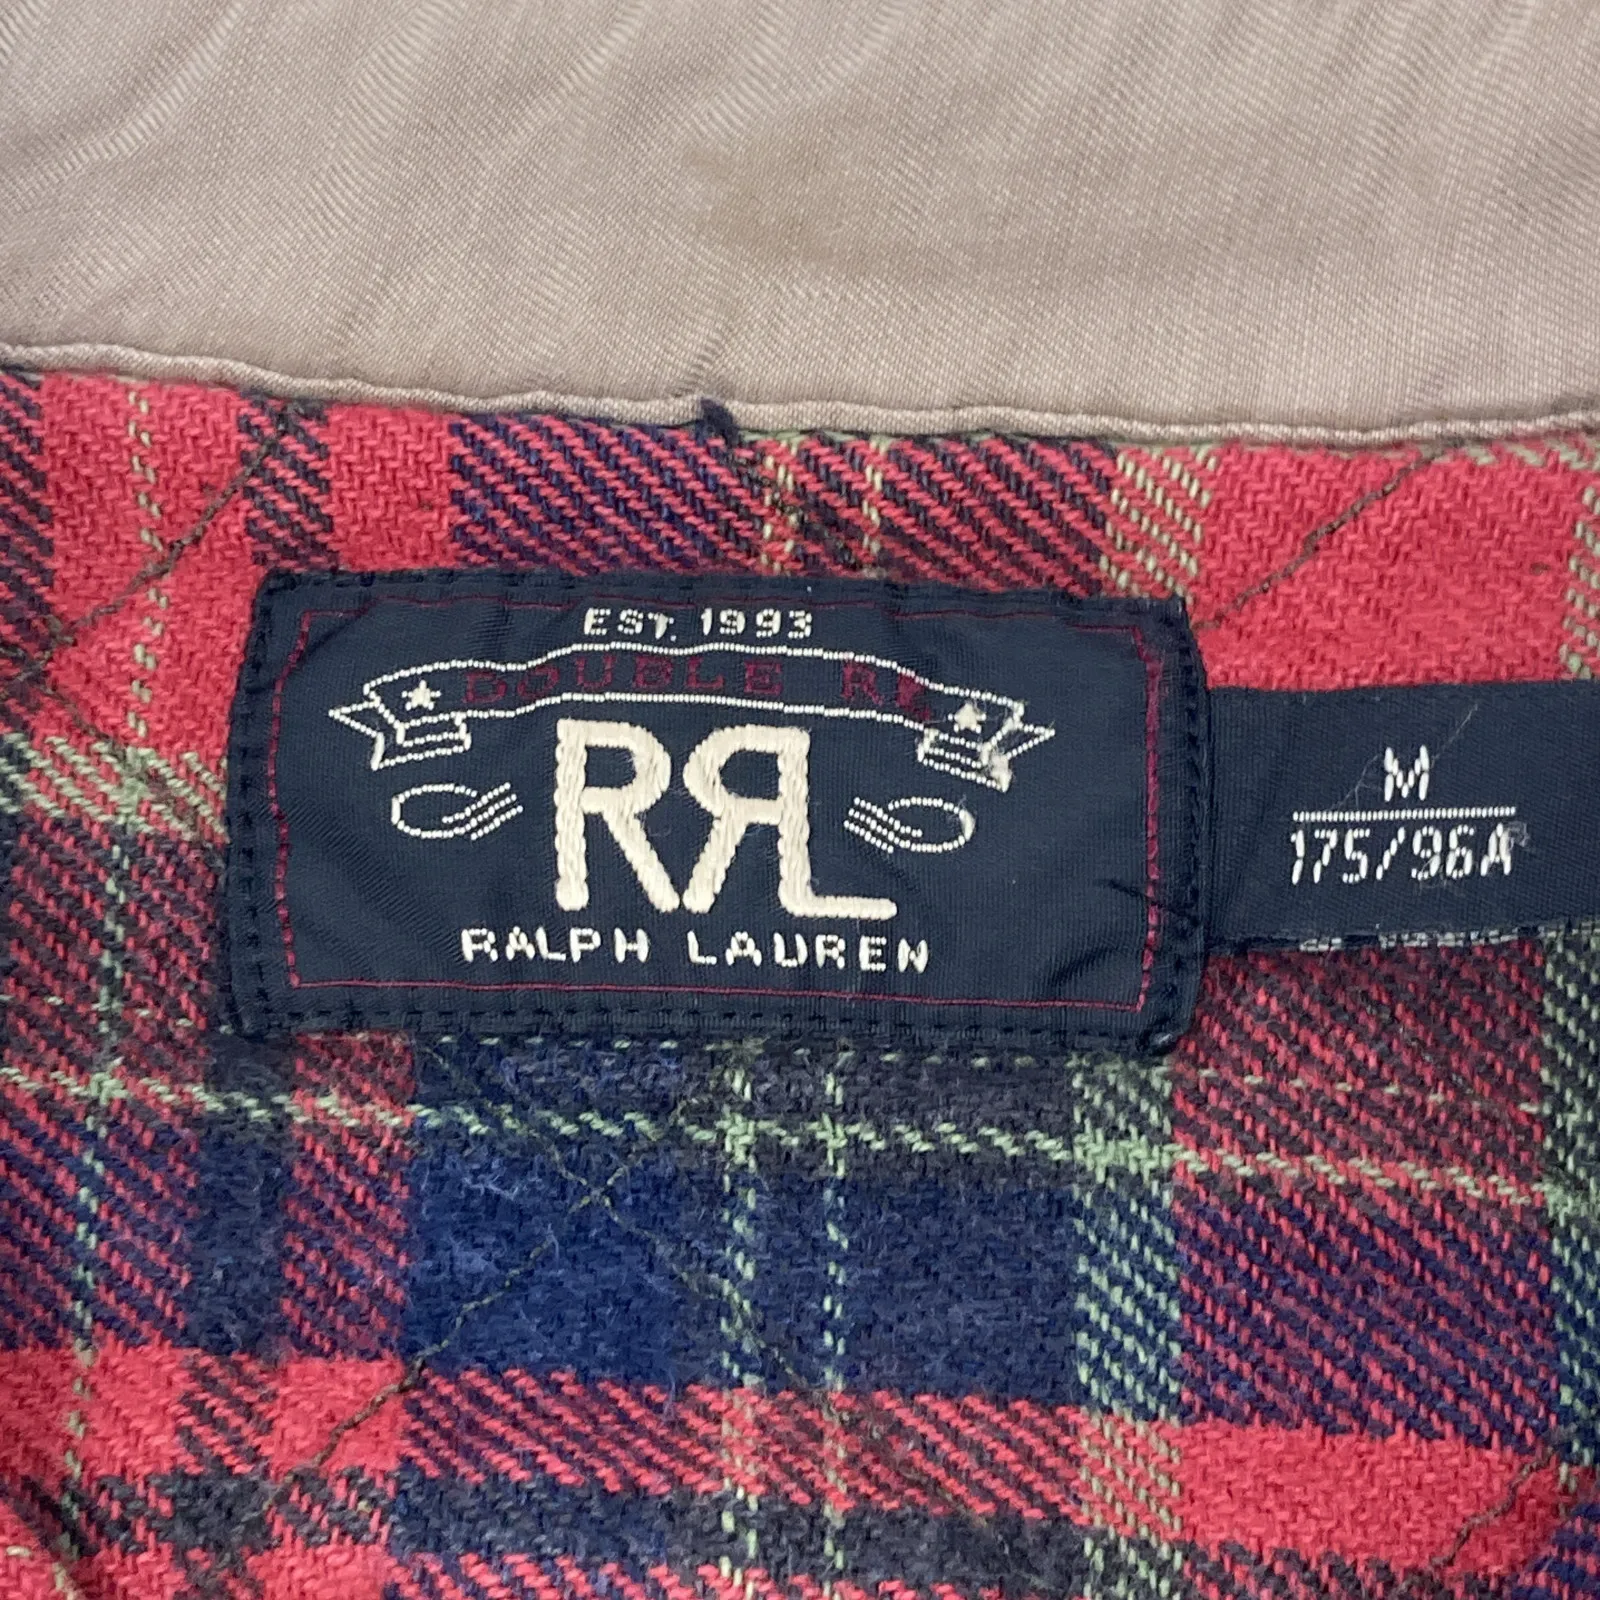 EST. 1993
DOUBLE RL
RRL
RALPH LAUREN
M
175/96A